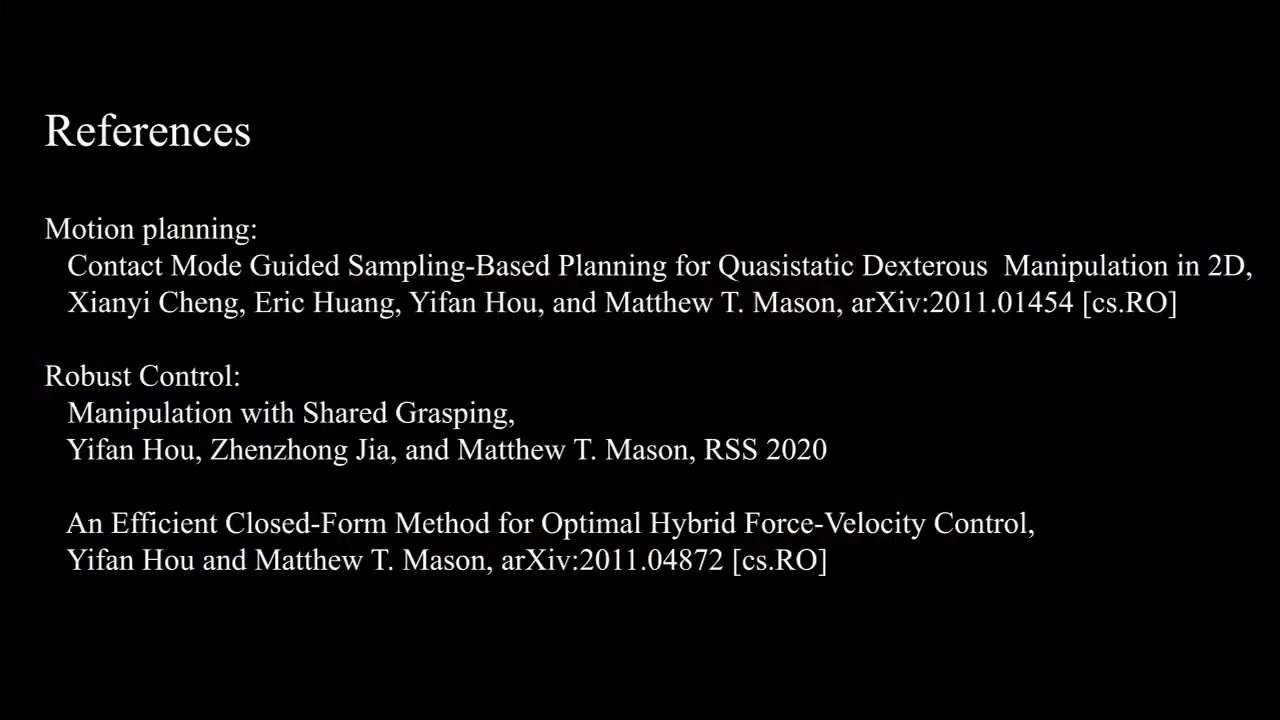 References
Motion planning:
Contact Mode Guided Sampling-Based Planning for Quasistatic Dexterous  Manipulation in 2D,
Xianyi Cheng, Eric Huang, Yifan Hou, and Matthew T. Mason, arXiv:2011.01454 [cs.RO]
Robust Control:
Manipulation with Shared Grasping,
Yifan Hou, Zhenzhong Jia, and Matthew T. Mason, RSS 2020
An Efficient Closed-Form Method for Optimal Hybrid Force-Velocity Control,
Yifan Hou and Matthew T. Mason, arXiv:2011.04872 [cs.RO]